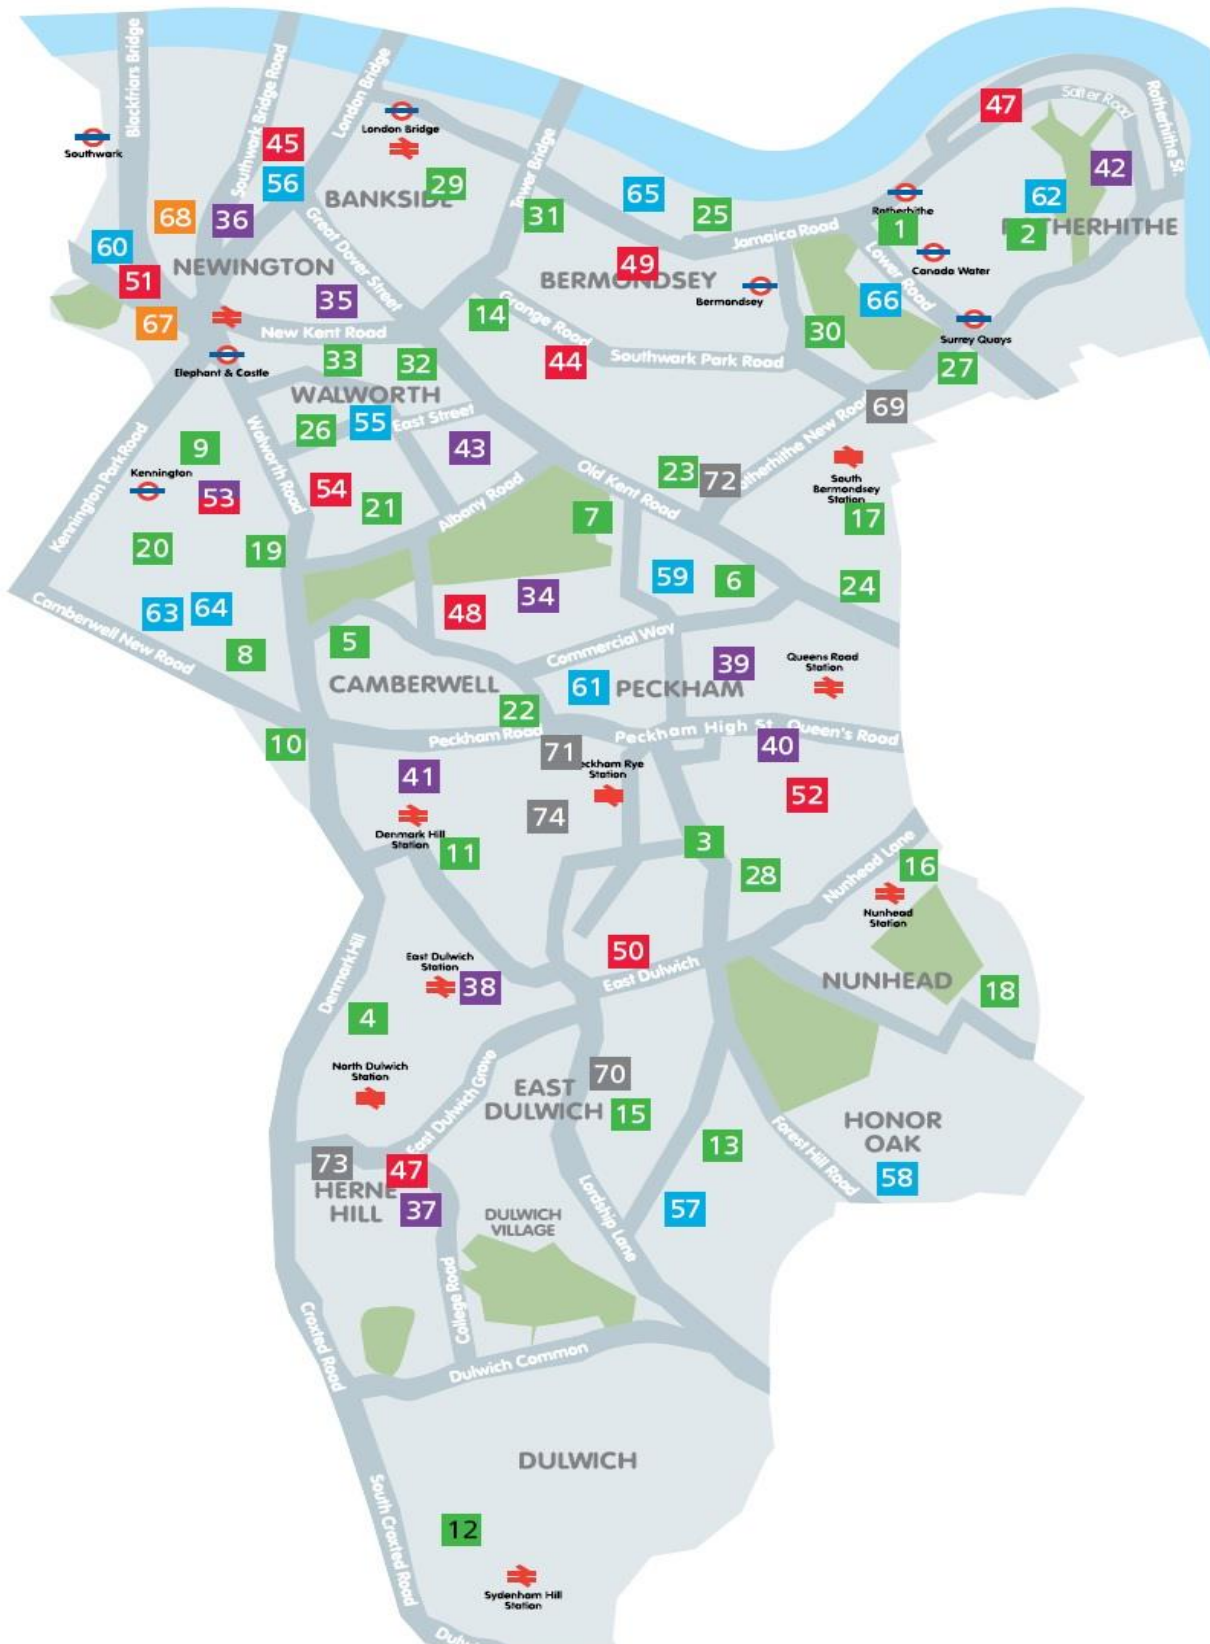 Blackfriars Bridge
Southwark Bridge Road
London Bridge
Tower Bridge
Southwark
London Bridge
45
56
29
BANKSIDE
68
36
60
51
NEWINGTON
67
35
Great Dover Street
31
65
25
49
BERMONDSEY
Jamaica Road
Bermondsey
47
Salter Road
Rotherhithe St.
42
62
Rotherhithe
1
2
Canada Water
Lower Road
66
30
Surrey Quays
27
New Kent Road
Elephant & Castle
14
Grange Road
44
Southwark Park Road
33
32
WALWORTH
26
55
East Street
43
69
Kennington Park Road
9
Kennington
53
Walworth Road
54
21
20
19
Albany Road
7
Old Kent Road
23
72
South
Bermondsey
Station
17
24
59
6
63
64
8
Camberwell New Road
48
34
5
CAMBERWELL
Commercial Way
39
Queens Road
Station
61
PECKHAM
22
10
Peckham Road
Peckham High St.
Queen's Road
71
40
41
Station
52
74
Denmark Hill
Station
11
3
28
Nunhead Lane
16
Nunhead
Station
Denmark Hill
50
East Dulwich
Station
38
East Dulwich
NUNHEAD
18
4
North Dulwich
Station
East Dulwich Grove
70
EAST
DULWICH
15
13
Forest Hill Road
HONOR
OAK
58
73
47
HERNE
HILL
37
DULWICH
VILLAGE
Lordship Lane
57
College Road
Croxted Road
Dulwich Common
DULWICH
South Croxted Road
12
Sydenham Hill
Station